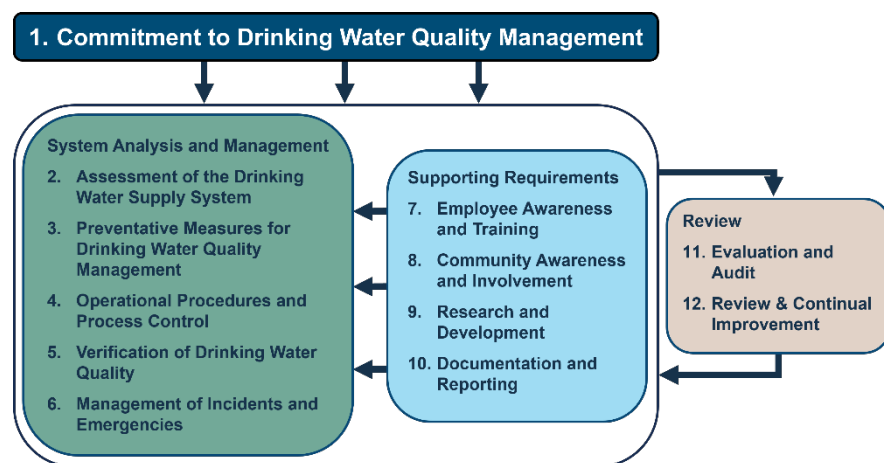 1. Commitment to Drinking Water Quality Management
System Analysis and Management
2. Assessment of the Drinking
Water Supply System
3. Preventative Measures for
Drinking Water Quality
Management
4. Operational Procedures and
Process Control
5. Verification of Drinking Water
Quality
6. Management of Incidents and
Emergencies
Supporting Requirements
7. Employee Awareness
and Training
8. Community Awareness
and Involvement
9. Research and
Development
10. Documentation and
Reporting
Review
11. Evaluation and
Audit
12. Review & Continual
Improvement